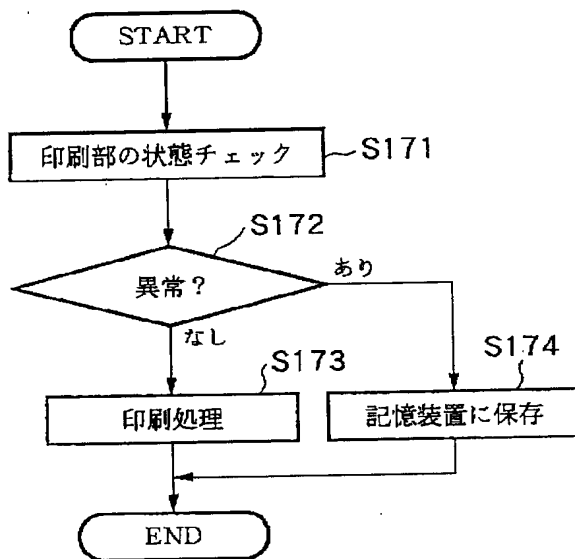 START
印刷部の状態チェック
S171
S172
異常?
あり
なし
S173
S174
印刷処理
記憶装置に保存
END